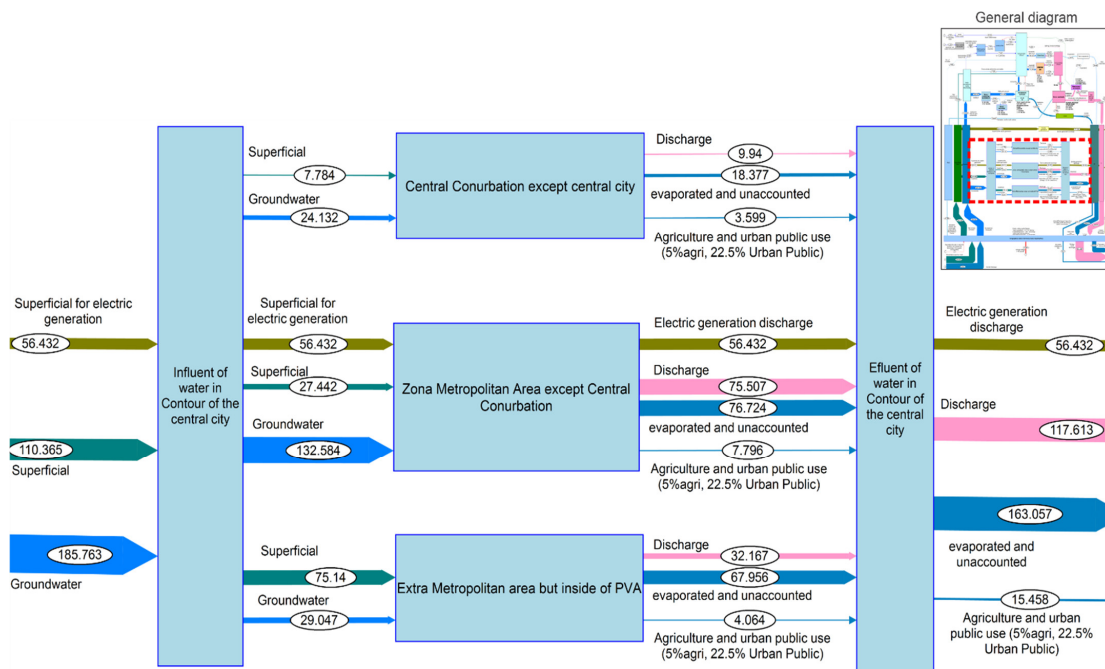 General diagram
Superficial
7.784
Groundwater
24.132
Central Conurbation except central city
Discharge
9.94
18.377
evaporated and unaccounted
3.599
Agriculture and urban public use
(5%agri, 22.5% Urban Public)
Superficial for electric
generation
56.432
110.365
Superficial
185.763
Groundwater
Influent of
water in
Contour of the
central city
Superficial for
electric generation
56.432
Superficial
27.442
Groundwater
132.584
Zona Metropolitan Area except Central
Conurbation
Electric generation discharge
56.432
Discharge
75.507
76.724
evaporated and unaccounted
7.796
Agriculture and urban public use
(5%agri, 22.5% Urban Public)
Superficial
75.14
Groundwater
29.047
Extra Metropolitan area but inside of PVA
Discharge
32.167
67.956
evaporated and unaccounted
4.064
Agriculture and urban public use
(5%agri, 22.5% Urban Public)
Efluent of
water in
Contour of
the central
city
Electric generation
discharge
56.432
Discharge
117.613
163.057
evaporated and
unaccounted
15.458
Agriculture and urban
public use (5%agri, 22.5%
Urban Public)